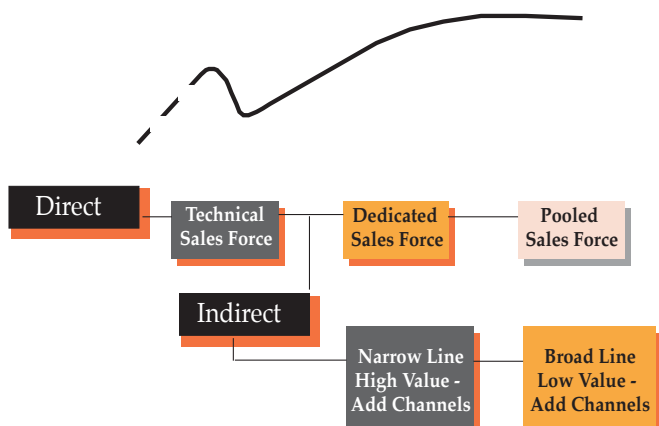 Direct
Technical
Sales Force
Dedicated
Sales Force
Pooled
Sales Force
Indirect
Narrow Line
High Value -
Add Channels
Broad Line
Low Value -
Add Channels